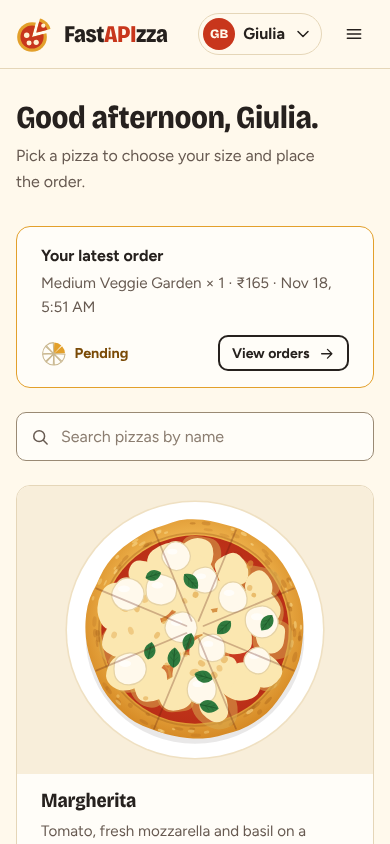 FastAPIzza
GB Giulia
Good afternoon, Giulia.
Pick a pizza to choose your size and place
the order.
Your latest order
Medium Veggie Garden × 1 · ₹165 · Nov 18,
5:51 AM
Pending
View orders →
Search pizzas by name
Margherita
Tomato, fresh mozzarella and basil on a